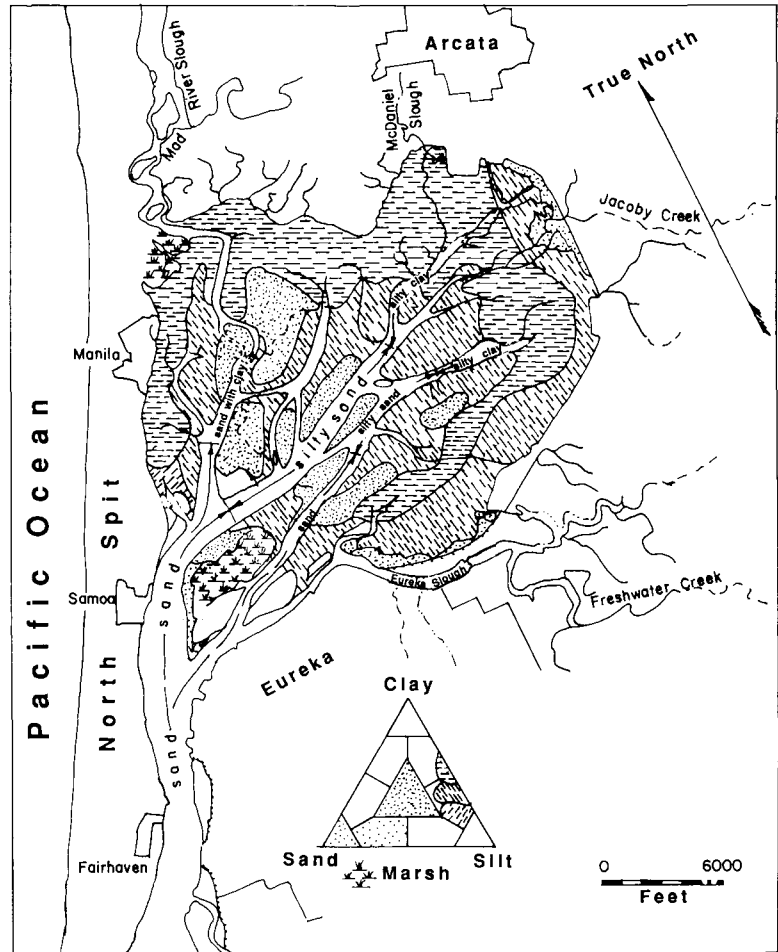 Arcata
True North
Mad River Slough
McDaniel Slough
Jacoby Creek
silty clay
silty clay
Manila
sand with clay
silty sand
silty sand
sand
Pacific Ocean
North Spit
sand
Samoa
Eureka Slough
Freshwater Creek
Eureka
sand
Clay
Sand
Silt
Marsh
Fairhaven
0 6000
Feet